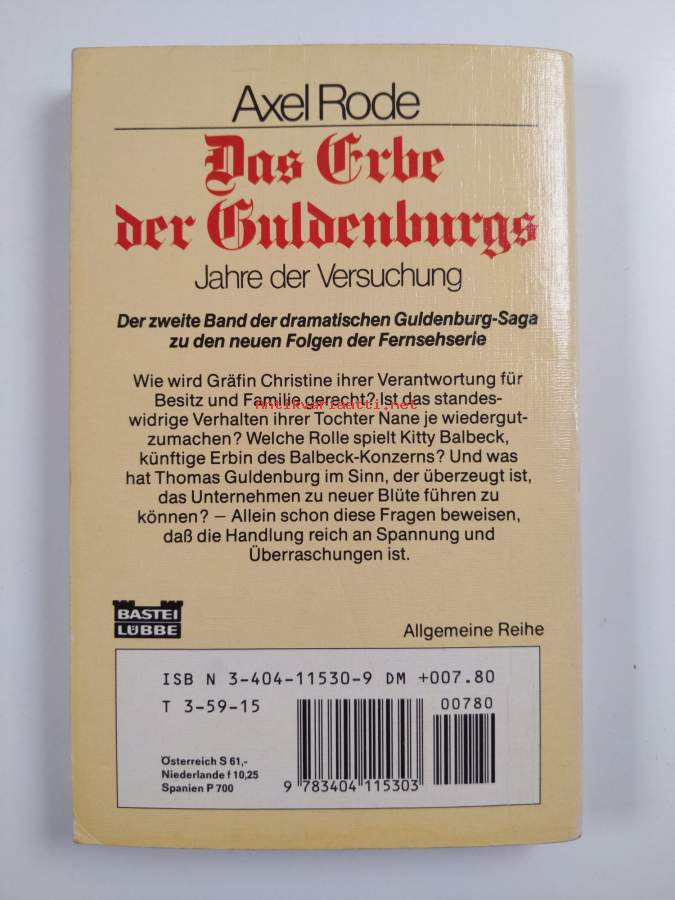 Axel Rode
Das Erbe
der Guldenburgs
Jahre der Versuchung
Der zweite Band der dramatischen Guldenburg-Saga
zu den neuen Folgen der Fernsehserie
Wie wird Gräfin Christine ihrer Verantwortung für
Besitz und Familie gerecht? Ist das standes-
widrige Verhalten ihrer Tochter Nane je wiedergut-
zumachen? Welche Rolle spielt Kitty Balbeck,
künftige Erbin des Balbeck-Konzerns? Und was
hat Thomas Guldenburg im Sinn, der überzeugt ist,
das Unternehmen zu neuer Blüte führen zu
können? – Allein schon diese Fragen beweisen,
daß die Handlung reich an Spannung und
Überraschungen ist.
Antikvariaatti.net
BASTEI
LÜBBE
Allgemeine Reihe
ISB N 3-404-11530-9 DM +007.80
T 3-59-15
00780
Österreich S 61,-
Niederlande f 10,25
Spanien P 700
9 783404 115303